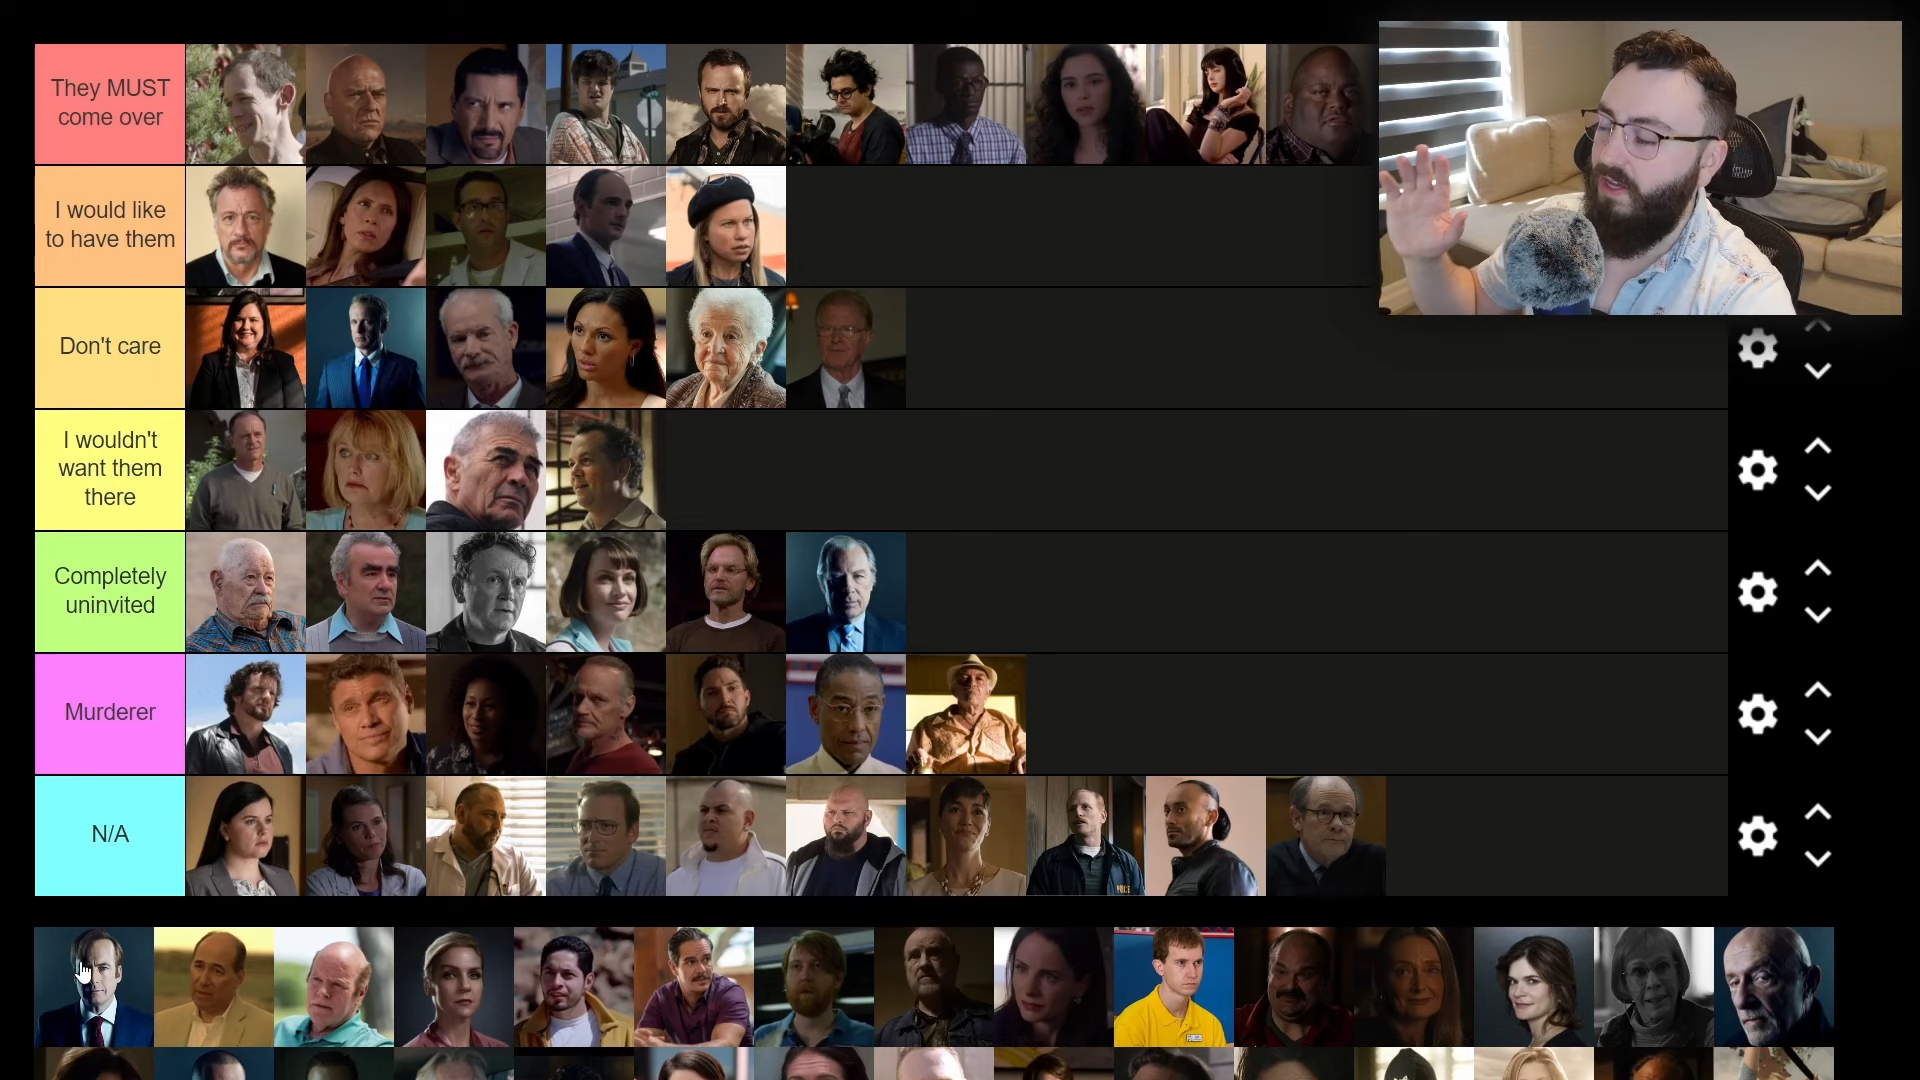 They MUST
come over
I would like
to have them
Don't care
I wouldn't
want them
there
Completely
uninvited
Murderer
N/A